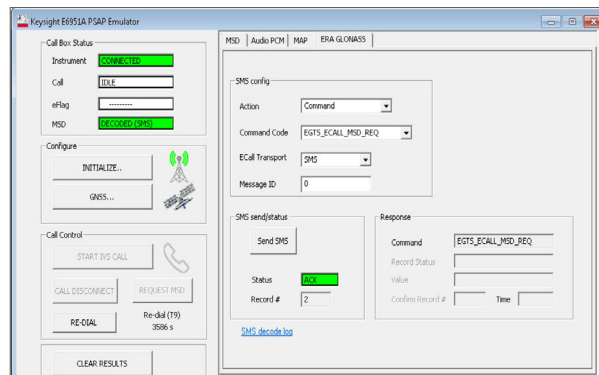 Keysight E6951A PSAP Emulator
Call Box Status
Instrument CONNECTED
Call IDLE
eFlag ---------
MSD DECODED (SMS)
Configure
INITIALIZE..
GNSS...
Call Control
START IVS CALL
CALL DISCONNECT REQUEST MSD
RE-DIAL Re-dial (T9)
3586 s
CLEAR RESULTS
MSD Audio PCM MAP ERA GLONASS
SMS config
Action Command
Command Code EGTS_ECALL_MSD_REQ
ECall Transport SMS
Message ID 0
SMS send/status
Send SMS
Status ACK
Record # 2
SMS decode log
Response
Command EGTS_ECALL_MSD_REQ
Record Status
Value
Confirm Record # Time